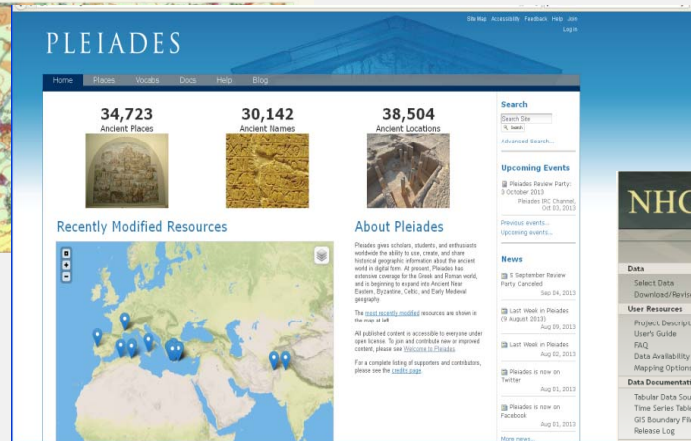 Site Map Accessibility Feedback Help Join
Log in
PLEIADES
Home Places Vocabs Docs Help Blog
34,723
Ancient Places
30,142
Ancient Names
38,504
Ancient Locations
Recently Modified Resources
+
-
About Pleiades
Pleiades gives scholars, students, and enthusiasts
worldwide the ability to use, create, and share
historical geographic information about the ancient
world in digital form. At present, Pleiades has
extensive coverage for the Greek and Roman world,
and is beginning to expand into Ancient Near
Eastern, Byzantine, Celtic, and Early Medieval
geography.
The most recently modified resources are shown in
the map at left
All published content is accessible to everyone under
open license. To join and contribute new or improved
content, please see Welcome to Pleiades.
For a complete listing of supporters and contributors,
please see the credits page.
Search
Search Site
Search
Advanced Search...
Upcoming Events
Pleiades Review Party:
3 October 2013
Pleiades IRC Channel,
Oct 03, 2013
Previous events...
Upcoming events...
News
5 September Review
Party Canceled
Sep 04, 2013
Last Week in Pleiades
(9 August 2013)
Aug 09, 2013
Last Week in Pleiades
Aug 02, 2013
Pleiades is now on
Twitter
Aug 01, 2013
Pleiades is now on
Facebook
Aug 01, 2013
More news...
NHG
Data
Select Data
Download/Revis
User Resources
Project Descript
User's Guide
FAQ
Data Availability
Mapping Options
Data Documentati
Tabular Data Sou
Time Series Table
GIS Boundary File
Release Log